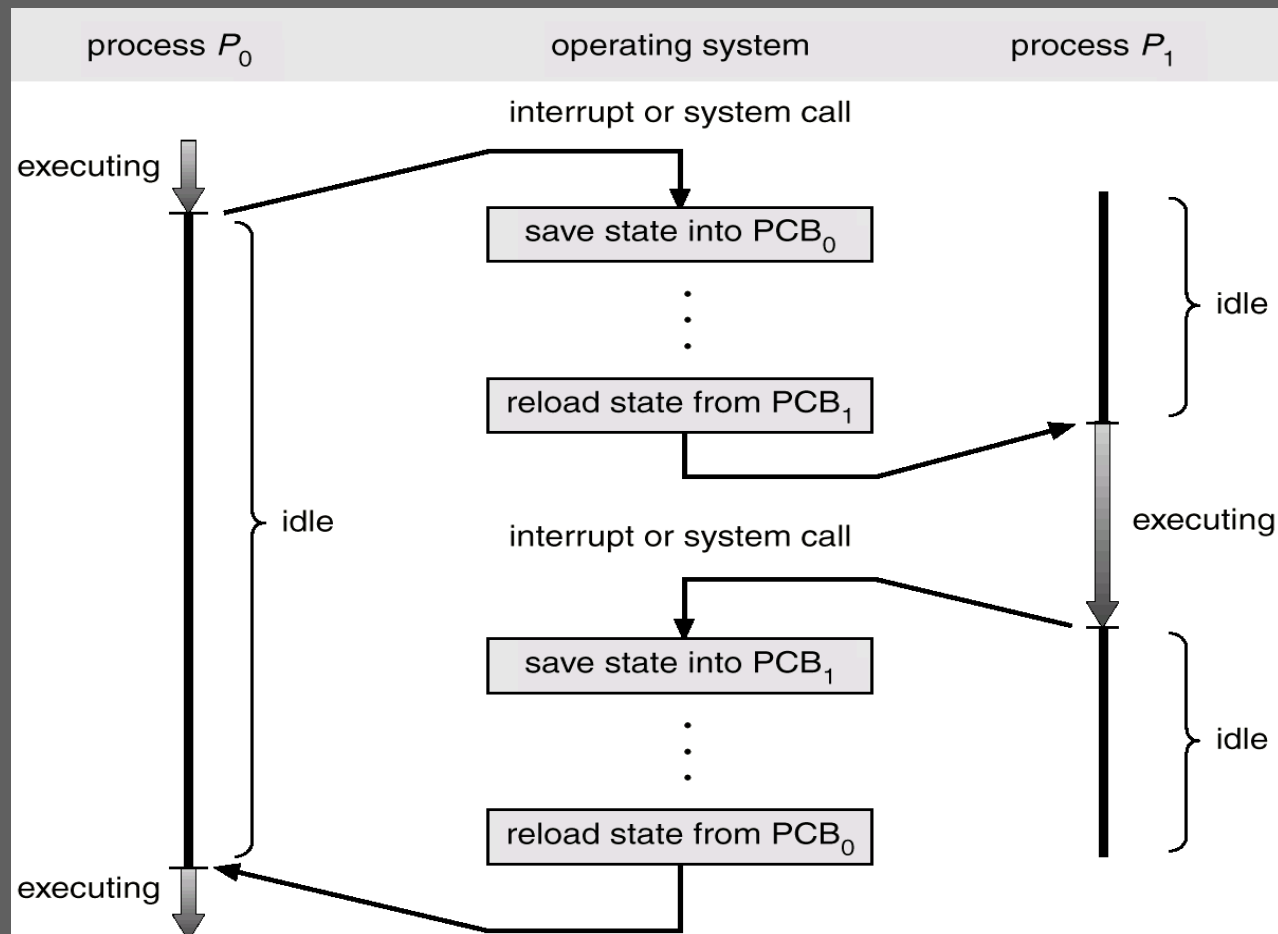 process P₀
operating system
process P₁
interrupt or system call
executing
save state into PCB₀
idle
reload state from PCB₁
idle
executing
interrupt or system call
save state into PCB₁
idle
reload state from PCB₀
executing